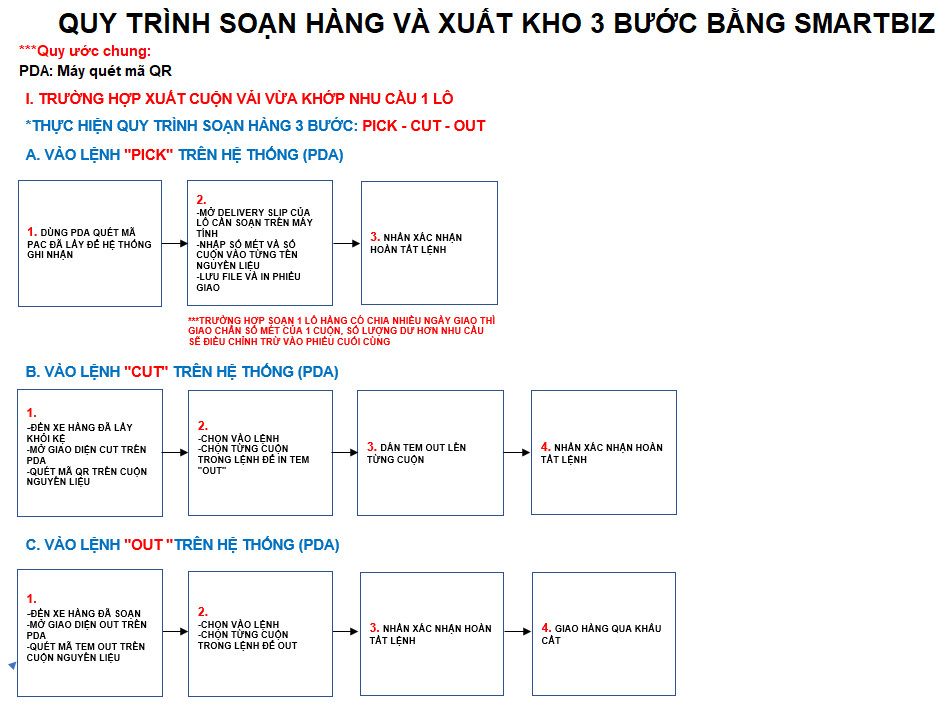 QUY TRÌNH SOẠN HÀNG VÀ XUẤT KHO 3 BƯỚC BẰNG SMARTBIZ
***Quy ước chung:
PDA: Máy quét mã QR
I. TRƯỜNG HỢP XUẤT CUỘN VẢI VỪA KHỚP NHU CẦU 1 LÔ
*THỰC HIỆN QUY TRÌNH SOẠN HÀNG 3 BƯỚC: PICK - CUT - OUT
A. VÀO LỆNH "PICK" TRÊN HỆ THỐNG (PDA)
1. DÙNG PDA QUÉT MÃ
PAC ĐÃ LẤY ĐỂ HỆ THỐNG
GHI NHẬN
2.
-MỞ DELIVERY SLIP CỦA
LÔ CẦN SOẠN TRÊN MÁY
TÍNH
-NHẬP SỐ MÉT VÀ SỐ
CUỘN VÀO TỪNG TÊN
NGUYÊN LIỆU
-LƯU FILE VÀ IN PHIẾU
GIAO
3. NHẤN XÁC NHẬN
HOÀN TẤT LỆNH
***TRƯỜNG HỢP SOẠN 1 LÔ HÀNG CÓ CHIA NHIỀU NGÀY GIAO THÌ
GIAO CHẴN SỐ MÉT CỦA 1 CUỘN, SỐ LƯỢNG DƯ HƠN NHU CẦU
SẼ ĐIỀU CHỈNH TRỪ VÀO PHIẾU CUỐI CÙNG
B. VÀO LỆNH "CUT" TRÊN HỆ THỐNG (PDA)
1.
-ĐẾN XE HÀNG ĐÃ LẤY
KHỎI KỆ
-MỞ GIAO DIỆN CUT TRÊN
PDA
-QUÉT MÃ QR TRÊN CUỘN
NGUYÊN LIỆU
2.
-CHỌN VÀO LỆNH
-CHỌN TỪNG CUỘN
TRONG LỆNH ĐỂ IN TEM
"OUT"
3. DÁN TEM OUT LÊN
TỪNG CUỘN
4. NHẤN XÁC NHẬN HOÀN
TẤT LỆNH
C. VÀO LỆNH "OUT "TRÊN HỆ THỐNG (PDA)
1.
-ĐẾN XE HÀNG ĐÃ SOẠN
-MỞ GIAO DIỆN OUT TRÊN
PDA
-QUÉT MÃ TEM OUT TRÊN
CUỘN NGUYÊN LIỆU
2.
-CHỌN VÀO LỆNH
-CHỌN TỪNG CUỘN
TRONG LỆNH ĐỂ OUT
3. NHẤN XÁC NHẬN HOÀN
TẤT LỆNH
4. GIAO HÀNG QUA KHÂU
CẮT